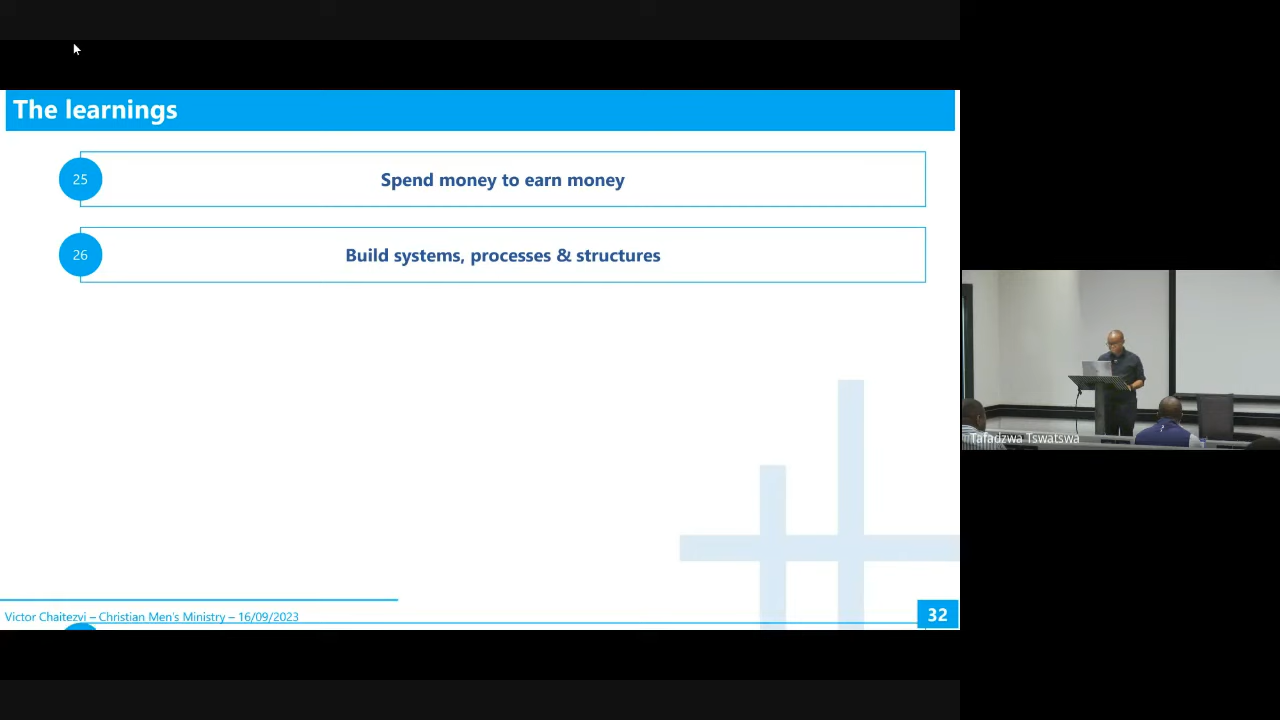 The learnings
25
Spend money to earn money
26
Build systems, processes & structures
Victor Chaitezvi – Christian Men's Ministry – 16/09/2023
32
Tafadzwa Tswatswa